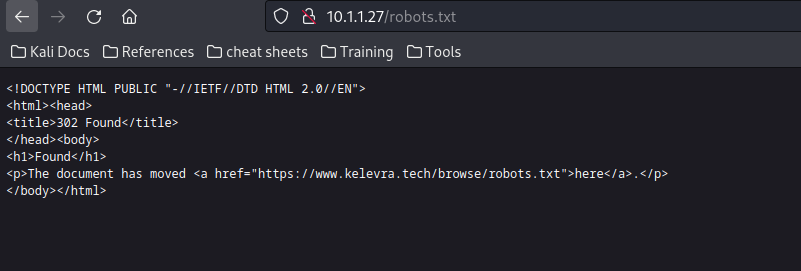 10.1.1.27/robots.txt
Kali Docs References cheat sheets Training Tools
<!DOCTYPE HTML PUBLIC "-//IETF//DTD HTML 2.0//EN">
<html><head>
<title>302 Found</title>
</head><body>
<h1>Found</h1>
<p>The document has moved <a href="https://www.kelevra.tech/browse/robots.txt">here</a>.</p>
</body></html>